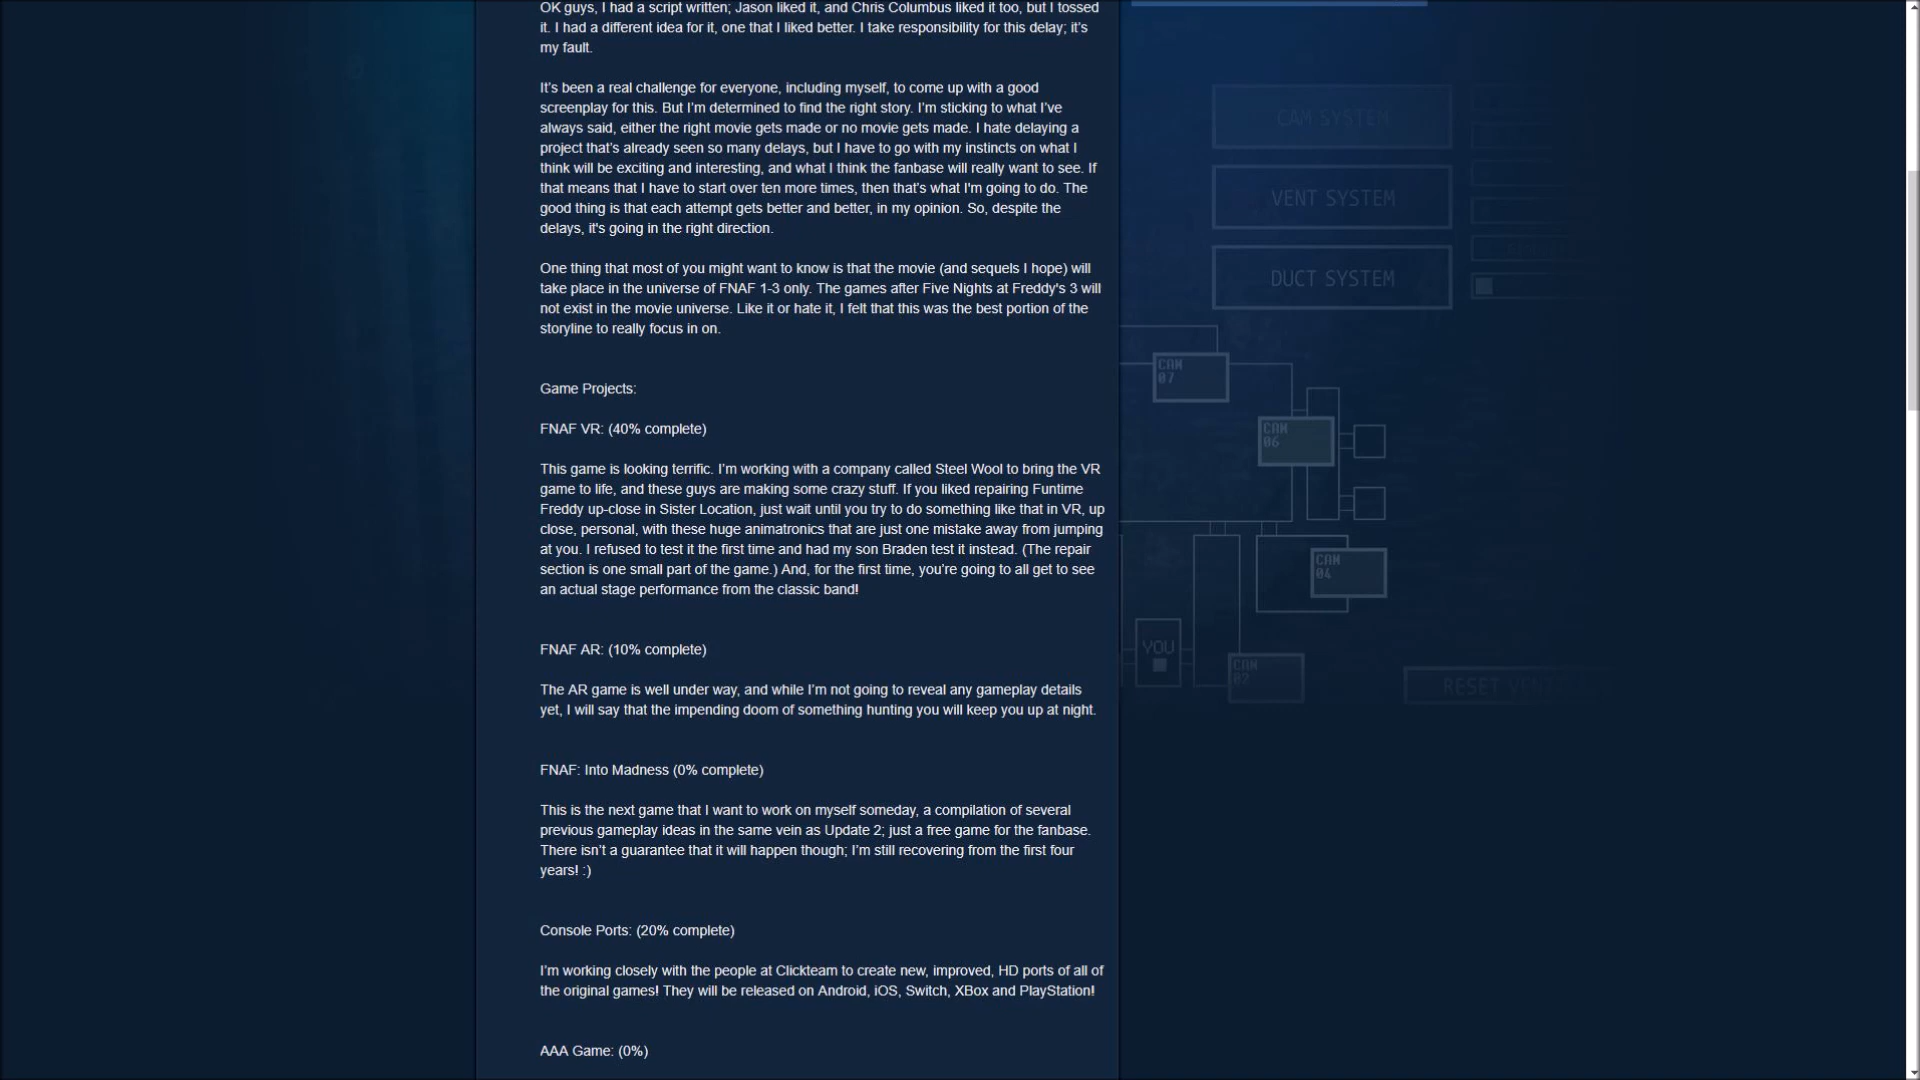 OK guys, I had a script written; Jason liked it, and Chris Columbus liked it too, but I tossed
it. I had a different idea for it, one that I liked better. I take responsibility for this delay; it's
my fault.
It's been a real challenge for everyone, including myself, to come up with a good
screenplay for this. But I'm determined to find the right story. I'm sticking to what I've
always said, either the right movie gets made or no movie gets made. I hate delaying a
project that's already seen so many delays, but I have to go with my instincts on what I
think will be exciting and interesting, and what I think the fanbase will really want to see. If
that means that I have to start over ten more times, then that's what I'm going to do. The
good thing is that each attempt gets better and better, in my opinion. So, despite the
delays, it's going in the right direction.
One thing that most of you might want to know is that the movie (and sequels I hope) will
take place in the universe of FNAF 1-3 only. The games after Five Nights at Freddy's 3 will
not exist in the movie universe. Like it or hate it, I felt that this was the best portion of the
storyline to really focus in on.
Game Projects:
FNAF VR: (40% complete)
This game is looking terrific. I'm working with a company called Steel Wool to bring the VR
game to life, and these guys are making some crazy stuff. If you liked repairing Funtime
Freddy up-close in Sister Location, just wait until you try to do something like that in VR, up
close, personal, with these huge animatronics that are just one mistake away from jumping
at you. I refused to test it the first time and had my son Braden test it instead. (The repair
section is one small part of the game.) And, for the first time, you're going to all get to see
an actual stage performance from the classic band!
FNAF AR: (10% complete)
The AR game is well under way, and while I'm not going to reveal any gameplay details
yet, I will say that the impending doom of something hunting you will keep you up at night.
FNAF: Into Madness (0% complete)
This is the next game that I want to work on myself someday, a compilation of several
previous gameplay ideas in the same vein as Update 2; just a free game for the fanbase.
There isn't a guarantee that it will happen though; I'm still recovering from the first four
years! :)
Console Ports: (20% complete)
I'm working closely with the people at Clickteam to create new, improved, HD ports of all of
the original games! They will be released on Android, iOS, Switch, XBox and PlayStation!
AAA Game: (0%)
CAM SYSTEM
VENT SYSTEM
DUCT SYSTEM
CAM
07
CAM
06
CAM
04
YOU
CAM
02
RESET VENT